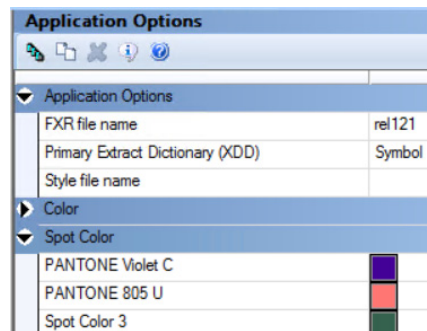 Application Options
Application Options
FXR file name rel121
Primary Extract Dictionary (XDD) Symbol
Style file name
Color
Spot Color
PANTONE Violet C
PANTONE 805 U
Spot Color 3